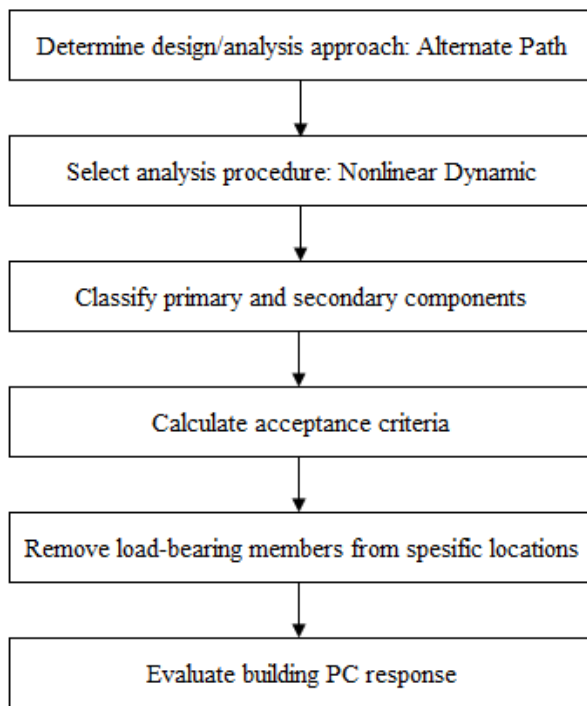 Determine design/analysis approach: Alternate Path
Select analysis procedure: Nonlinear Dynamic
Classify primary and secondary components
Calculate acceptance criteria
Remove load-bearing members from spesific locations
Evaluate building PC response